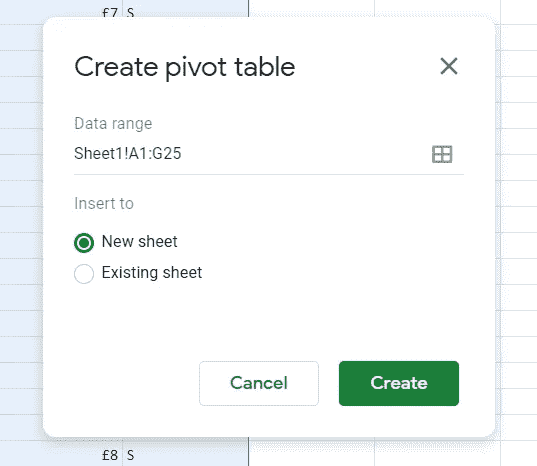 £7 S
Create pivot table
Data range
Sheet1!A1:G25
Insert to
New sheet
Existing sheet
Cancel Create
£8 S